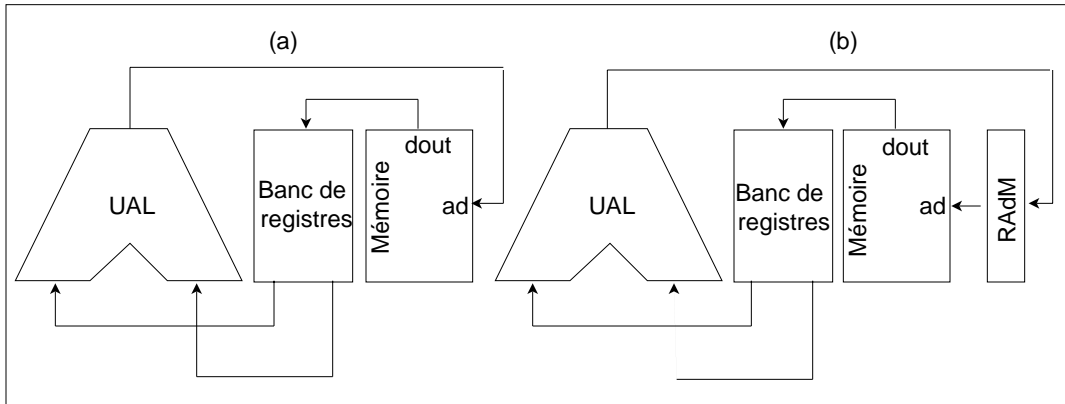 (a)
UAL
Banc de
registres
Mémoire
dout
ad
(b)
UAL
Banc de
registres
Mémoire
dout
ad
RAdM